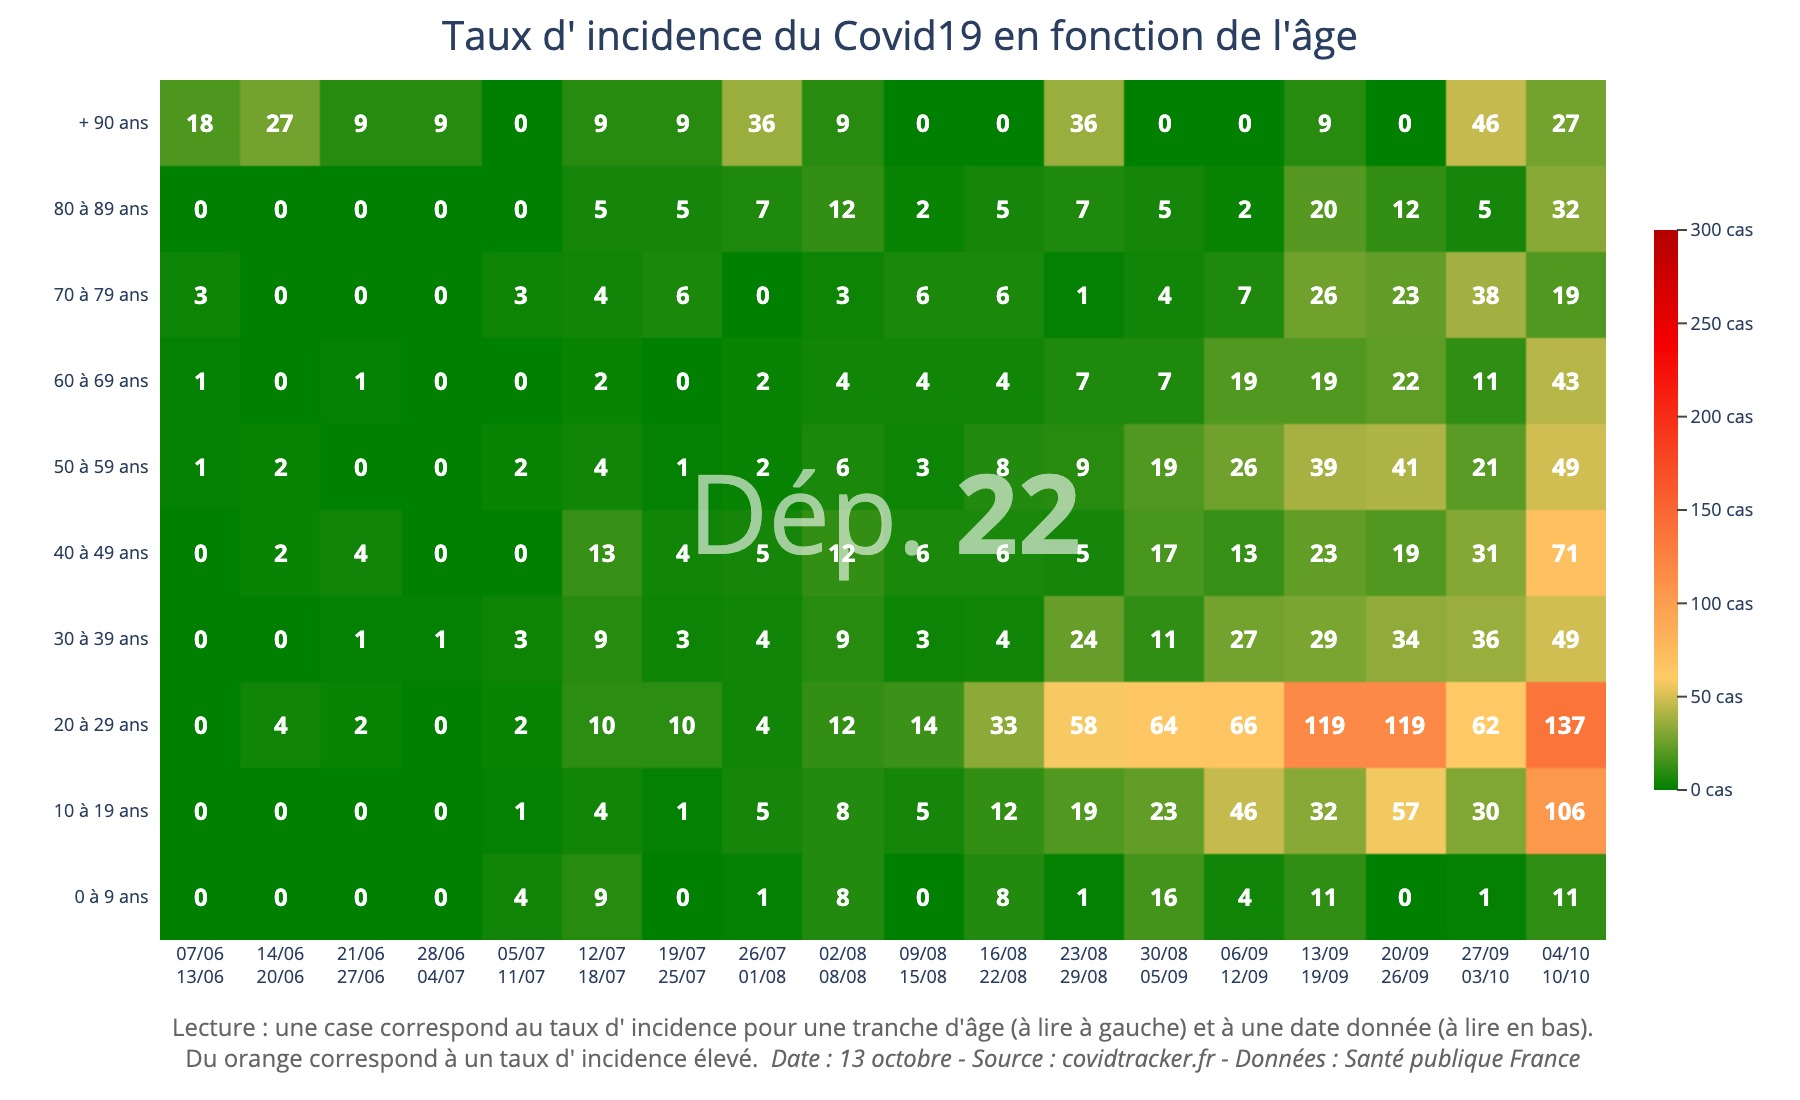 Taux d' incidence du Covid19 en fonction de l'âge
+ 90 ans 18 27 9 9 0 9 9 36 9 0 0 36 0 0 9 0 46 27
80 à 89 ans 0 0 0 0 0 5 5 7 12 2 5 7 5 2 20 12 5 32
70 à 79 ans 3 0 0 0 3 4 6 0 3 6 6 1 4 7 26 23 38 19
60 à 69 ans 1 0 1 0 0 2 0 2 4 4 4 7 7 19 19 22 11 43
50 à 59 ans 1 2 0 0 2 4 1 2 6 3 8 9 19 26 39 41 21 49
Dép. 22
40 à 49 ans 0 2 4 0 0 13 4 5 12 6 6 5 17 13 23 19 31 71
30 à 39 ans 0 0 1 1 3 9 3 4 9 3 4 24 11 27 29 34 36 49
20 à 29 ans 0 4 2 0 2 10 10 4 12 14 33 58 64 66 119 119 62 137
10 à 19 ans 0 0 0 0 1 4 1 5 8 5 12 19 23 46 32 57 30 106
0 à 9 ans 0 0 0 0 4 9 0 1 8 0 8 1 16 4 11 0 1 11
07/06 14/06 21/06 28/06 05/07 12/07 19/07 26/07 02/08 09/08 16/08 23/08 30/08 06/09 13/09 20/09 27/09 04/10
13/06 20/06 27/06 04/07 11/07 18/07 25/07 01/08 08/08 15/08 22/08 29/08 05/09 12/09 19/09 26/09 03/10 10/10
300 cas
250 cas
200 cas
150 cas
100 cas
50 cas
0 cas
Lecture : une case correspond au taux d' incidence pour une tranche d'âge (à lire à gauche) et à une date donnée (à lire en bas).
Du orange correspond à un taux d' incidence élevé. Date : 13 octobre - Source : covidtracker.fr - Données : Santé publique France